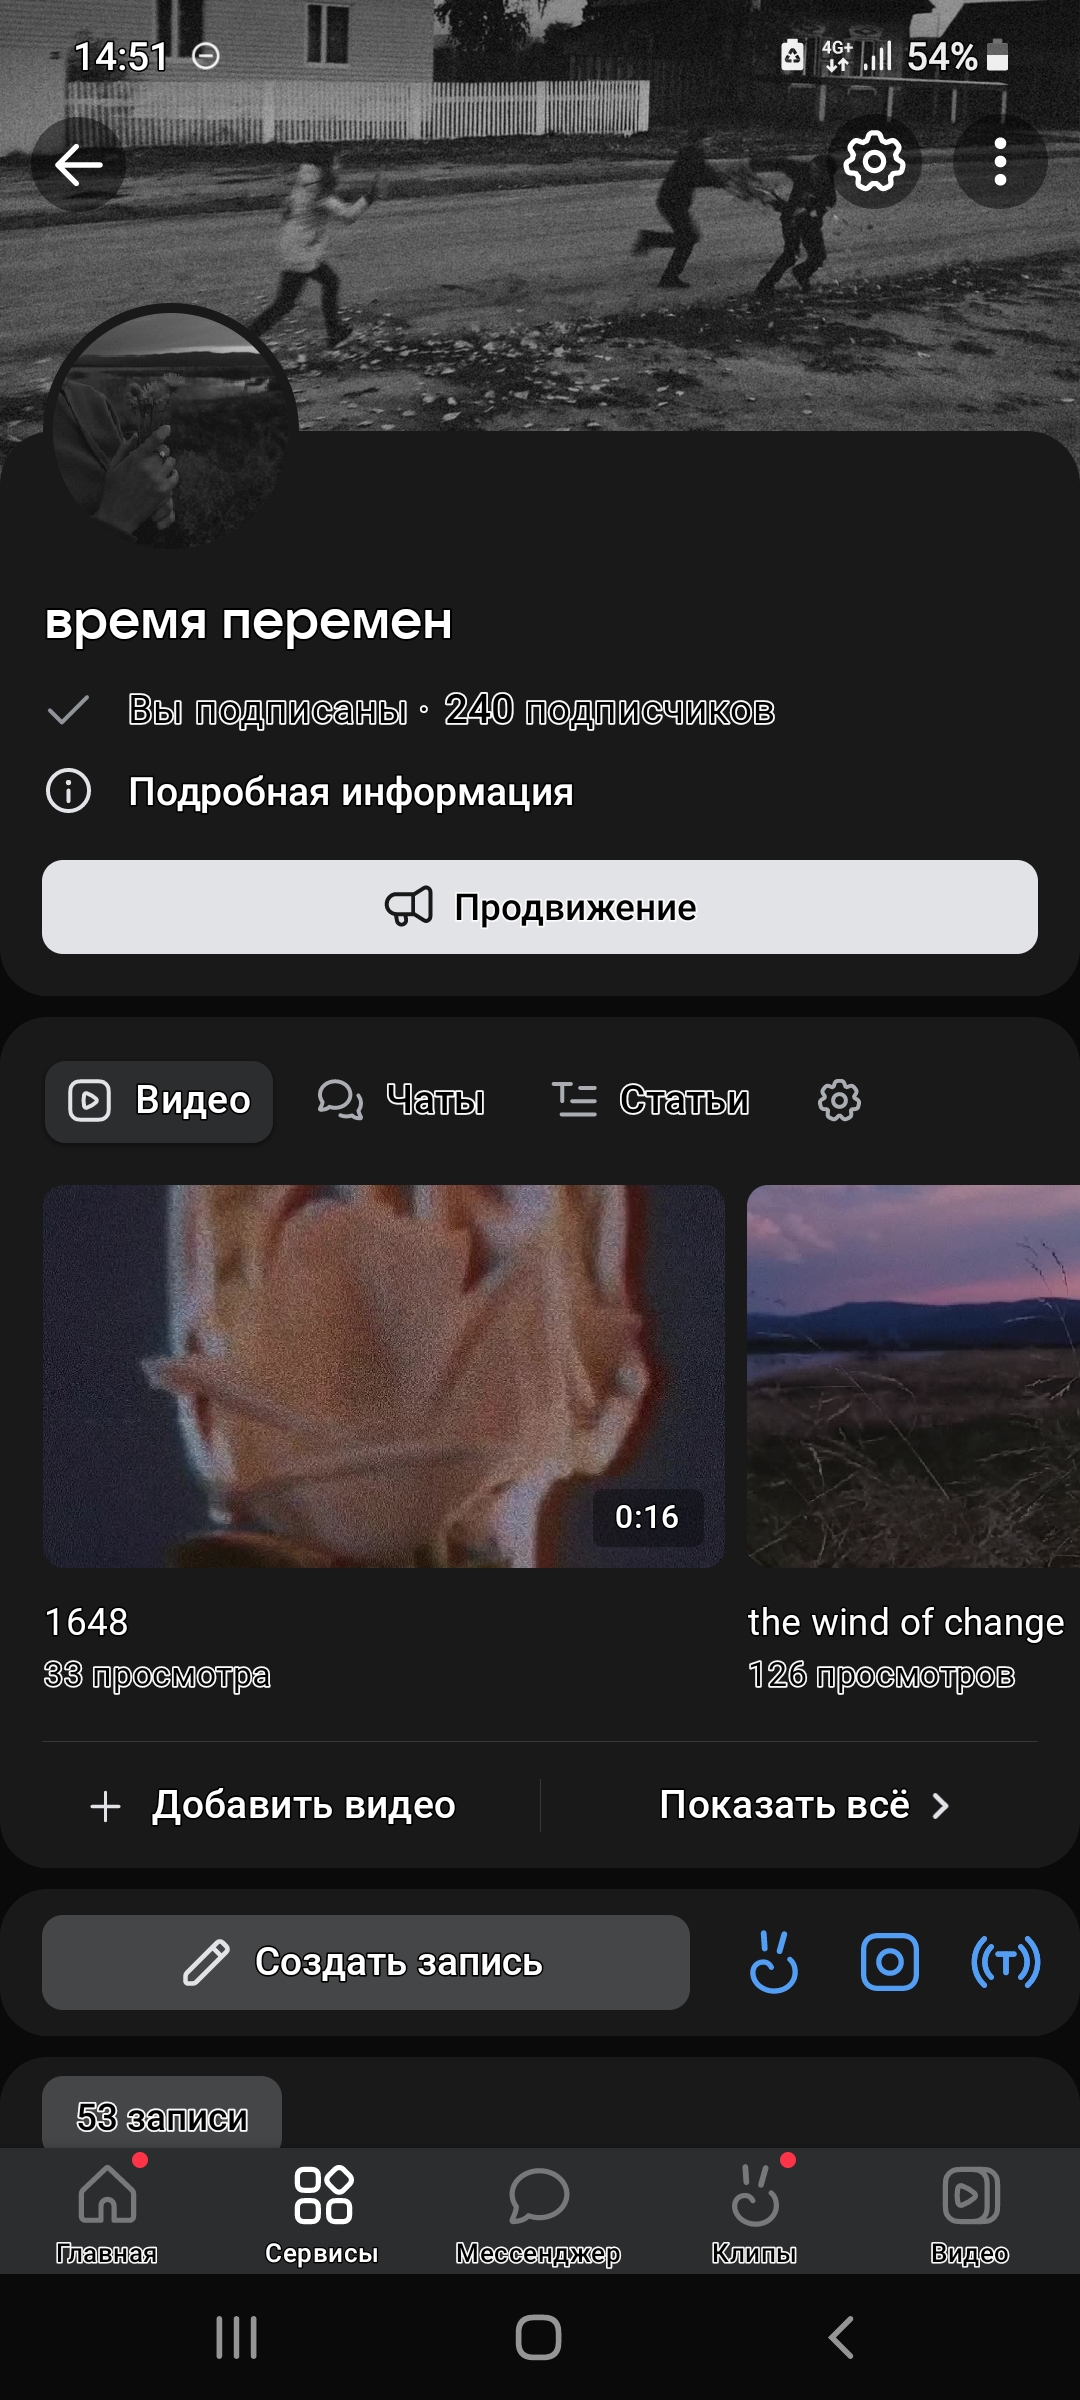 14:51 4G+ 54%
время перемен
Вы подписаны · 240 подписчиков
Подробная информация
Продвижение
Видео Чаты Статьи
0:16
1648 the wind of change
33 просмотра 126 просмотров
Добавить видео Показать всё
Создать запись
53 записи
Главная Сервисы Мессенджер Клипы Видео